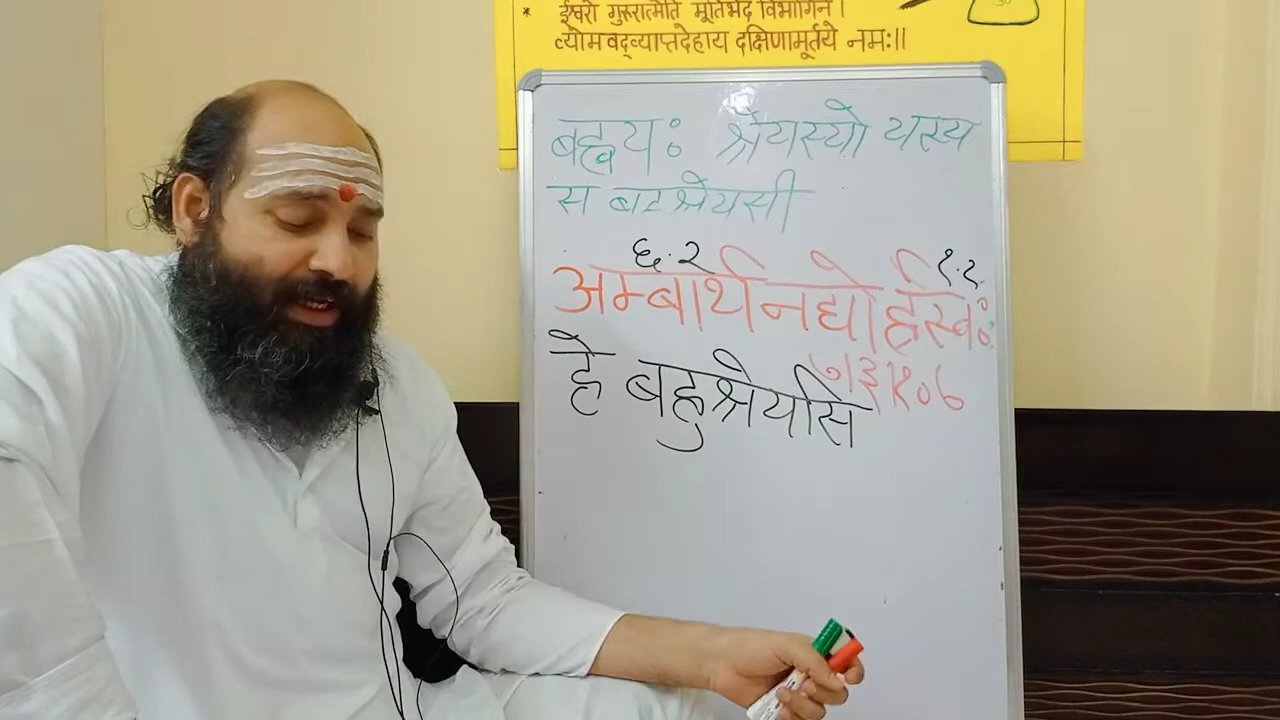 * ईश्वरो गुरुरात्मेति मूर्तिभेद विभागिने।
व्योमवद्व्याप्तदेहाय दक्षिणामूर्तये नमः॥
बह्वयः श्रेयस्यो यस्य
स बहुश्रेयसी
६.२ १.१
अम्बार्थनद्योर्ह्रस्वः
७|३|१०७
हे बहुश्रेयसि